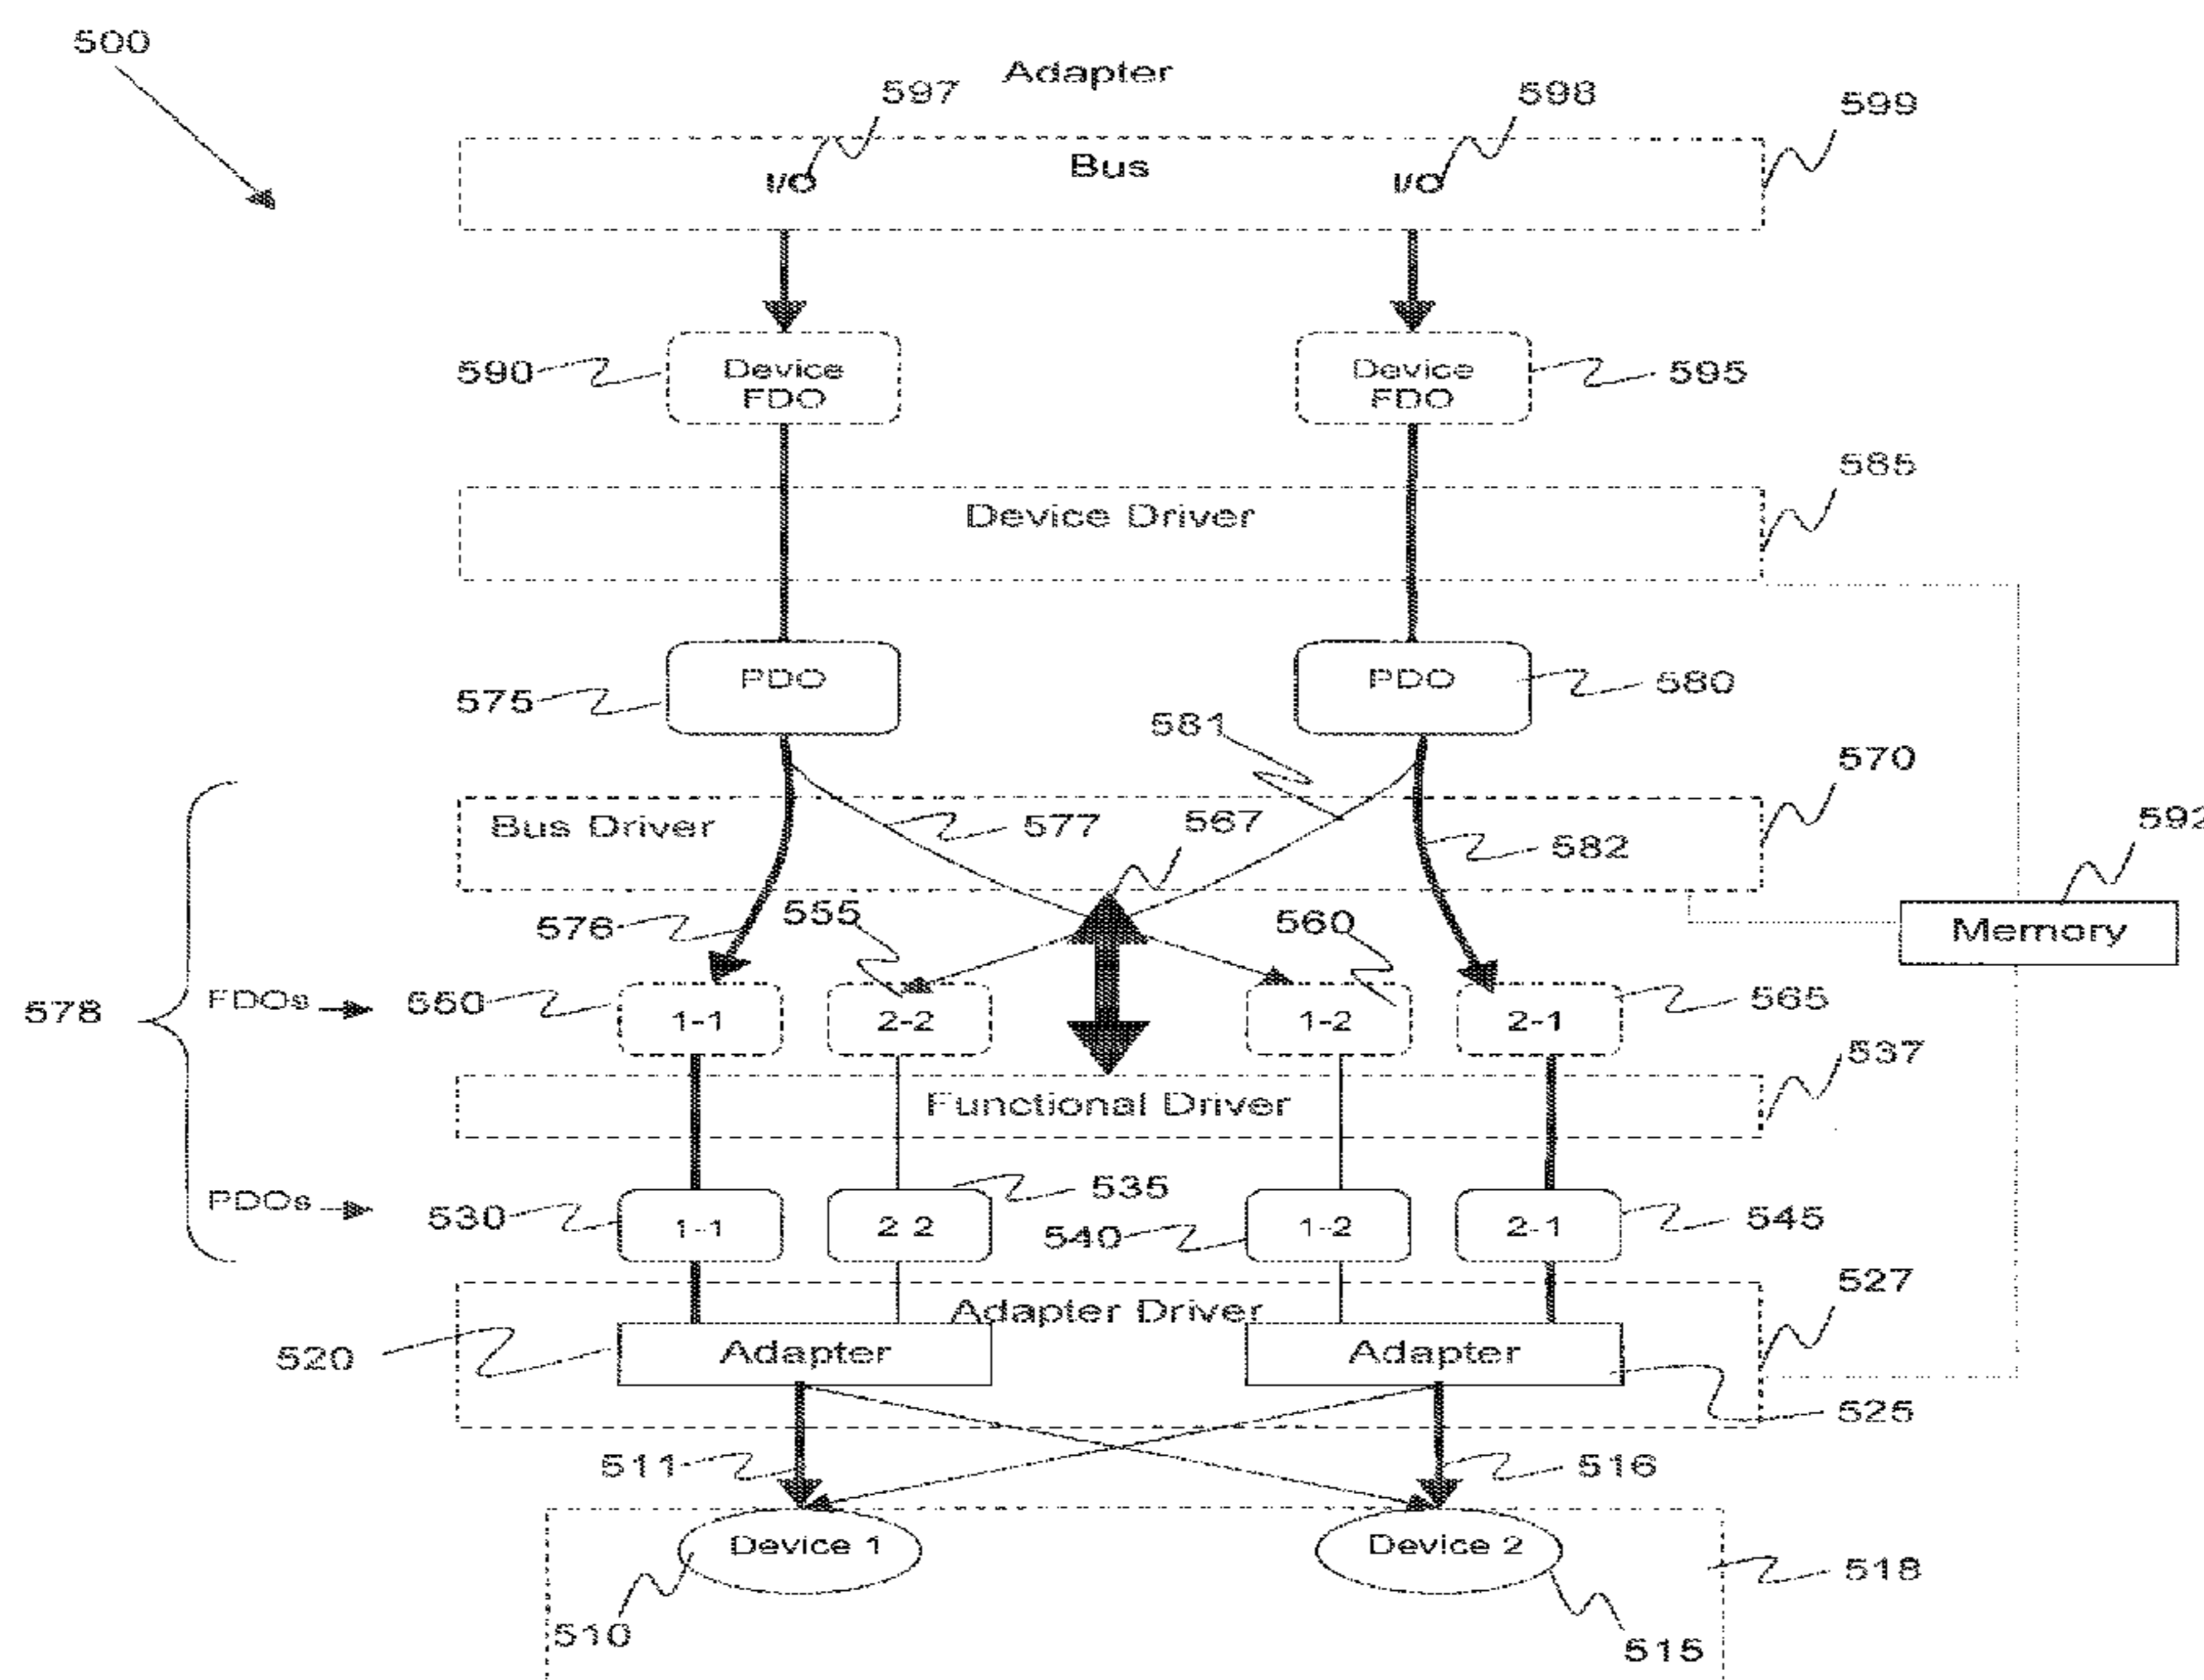 500
Adapter
597
598
599
Bus
I/O
I/O
590
Device
FDO
Device
FDO
595
585
Device Driver
575
PDO
PDO
580
581
570
Bus Driver
577
567
582
592
576
555
560
Memory
578
FDOs
550
1-1
2-2
1-2
2-1
565
537
Functional Driver
PDOs
530
1-1
2-2
535
540
1-2
2-1
545
527
Adapter Driver
520
Adapter
Adapter
525
511
516
Device 1
Device 2
518
510
515